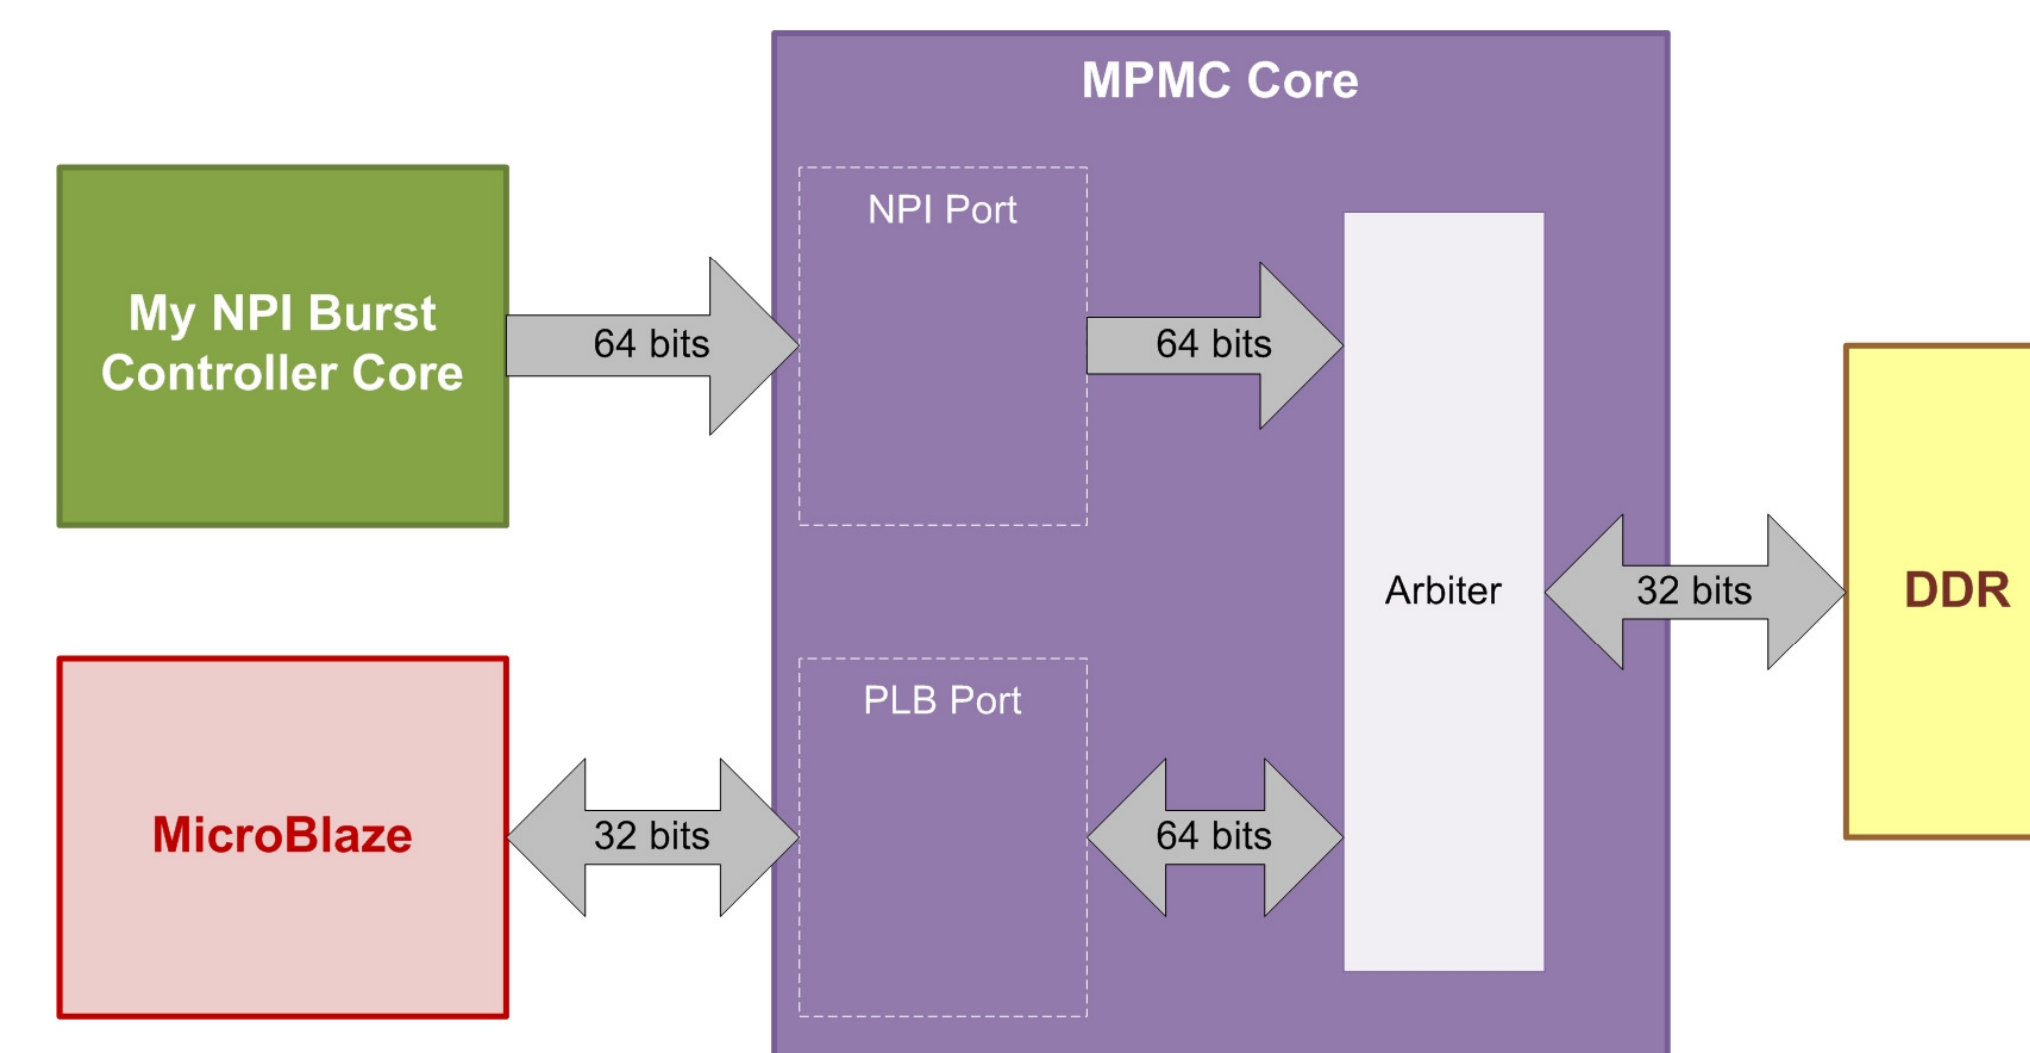 MPMC Core
NPI Port
My NPI Burst
Controller Core
64 bits
64 bits
Arbiter
32 bits
DDR
PLB Port
MicroBlaze
32 bits
64 bits